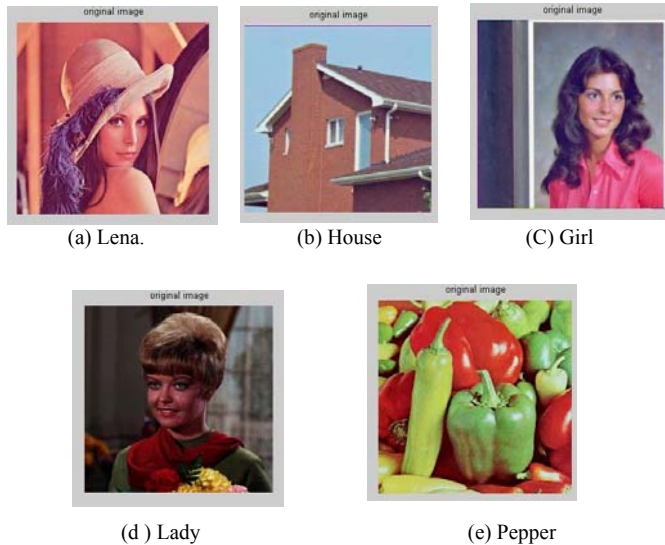 original image
original image
original image
(a) Lena.
(b) House
(C) Girl
original image
original image
(d ) Lady
(e) Pepper